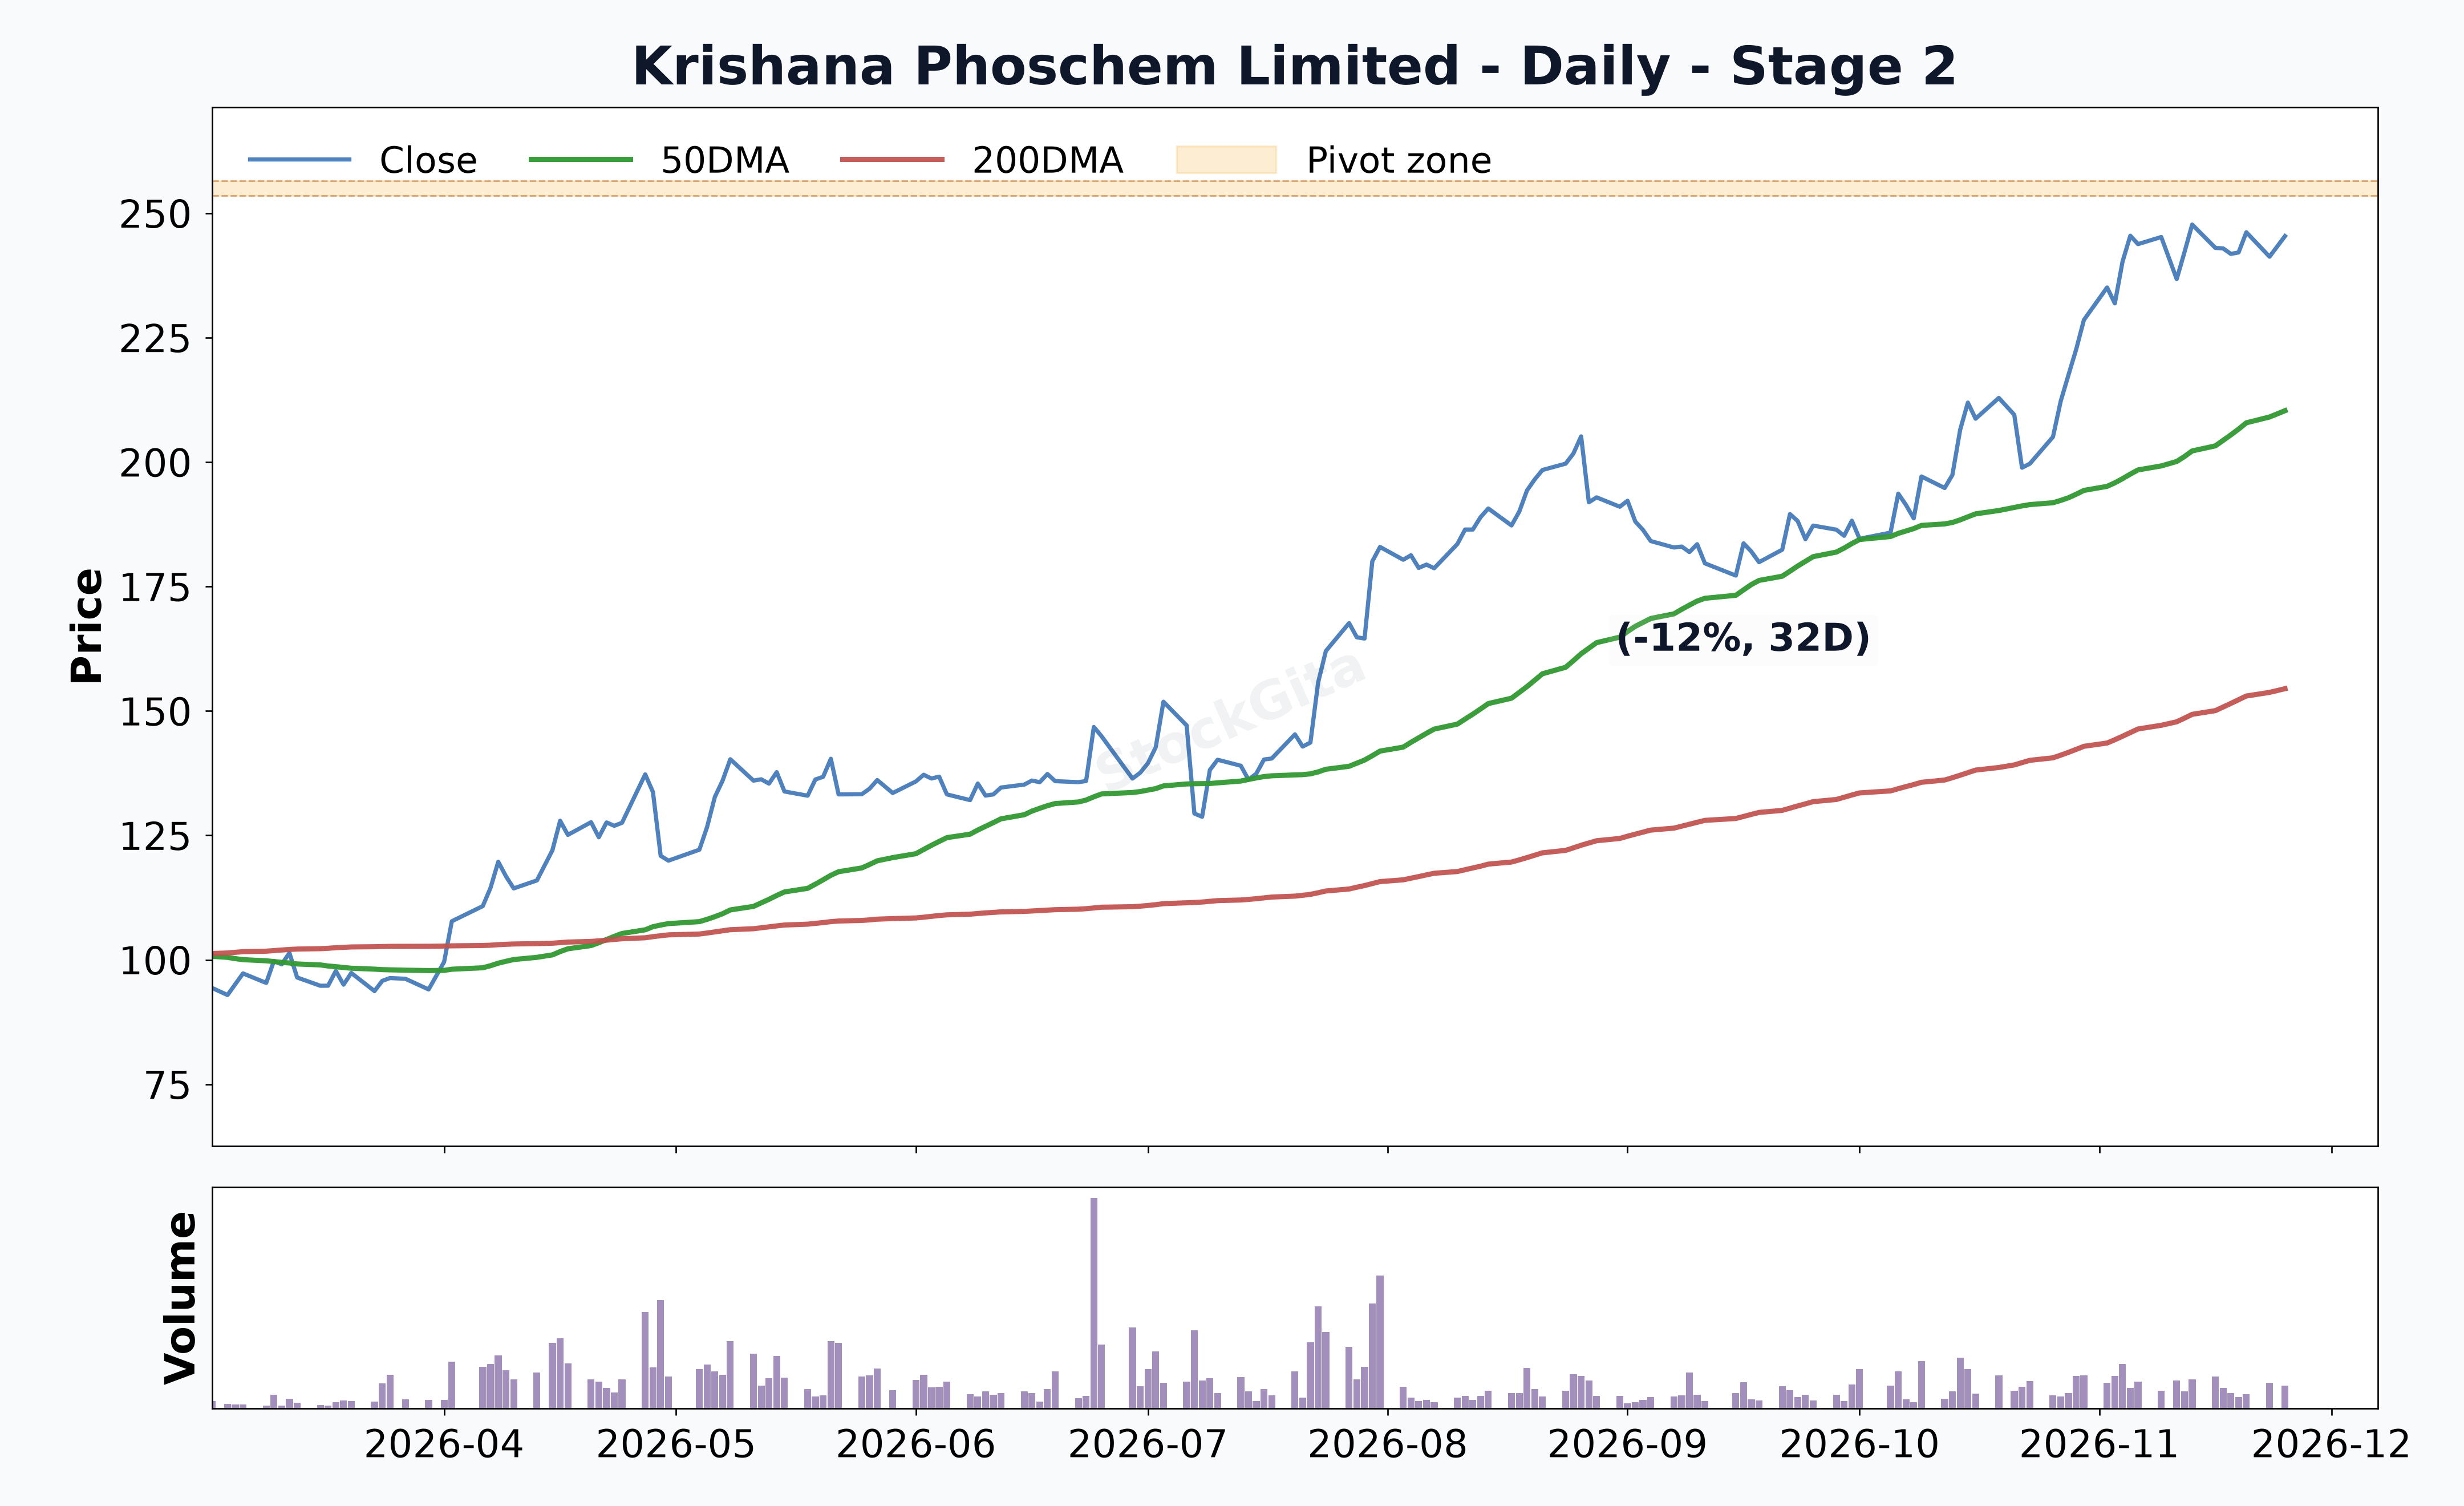 Krishana Phoschem Limited - Daily - Stage 2
Close 50DMA 200DMA Pivot zone
250
225
200
175
150
125
100
75
Price
(-12%, 32D)
StockGita
Volume
2026-04 2026-05 2026-06 2026-07 2026-08 2026-09 2026-10 2026-11 2026-12